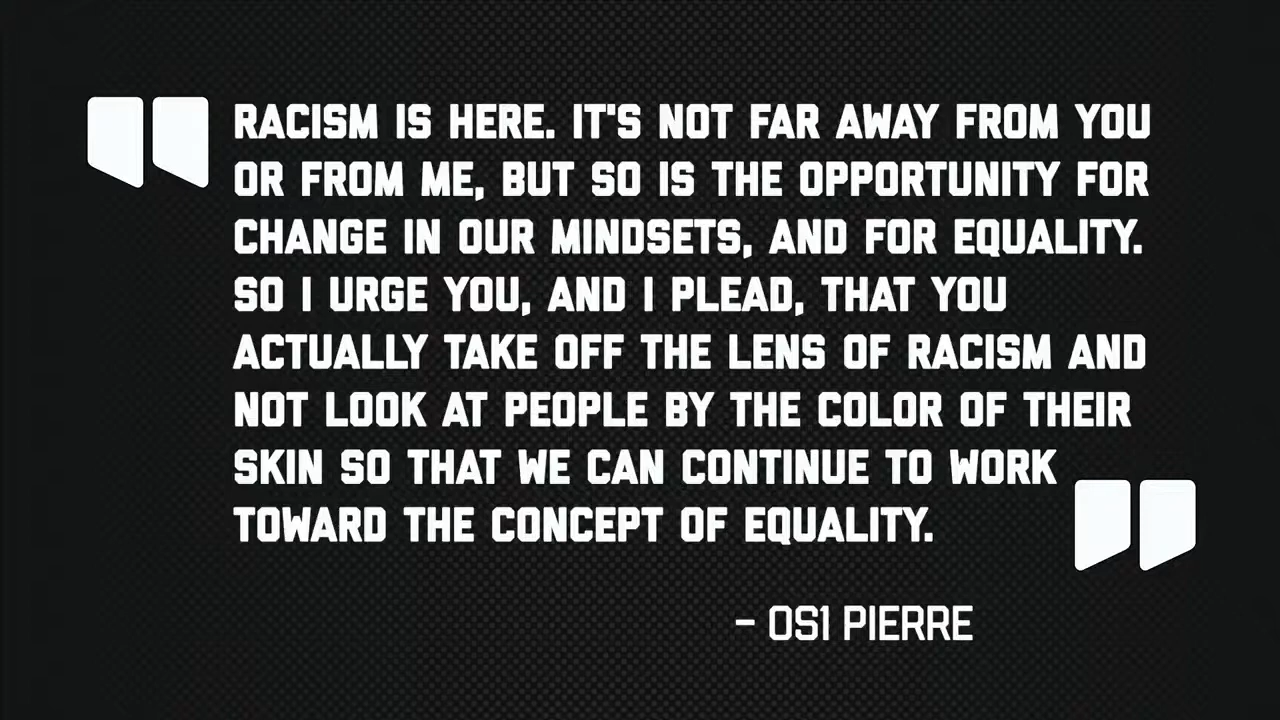 RACISM IS HERE. IT'S NOT FAR AWAY FROM YOU
OR FROM ME, BUT SO IS THE OPPORTUNITY FOR
CHANGE IN OUR MINDSETS, AND FOR EQUALITY.
SO I URGE YOU, AND I PLEAD, THAT YOU
ACTUALLY TAKE OFF THE LENS OF RACISM AND
NOT LOOK AT PEOPLE BY THE COLOR OF THEIR
SKIN SO THAT WE CAN CONTINUE TO WORK
TOWARD THE CONCEPT OF EQUALITY.
– OS1 PIERRE